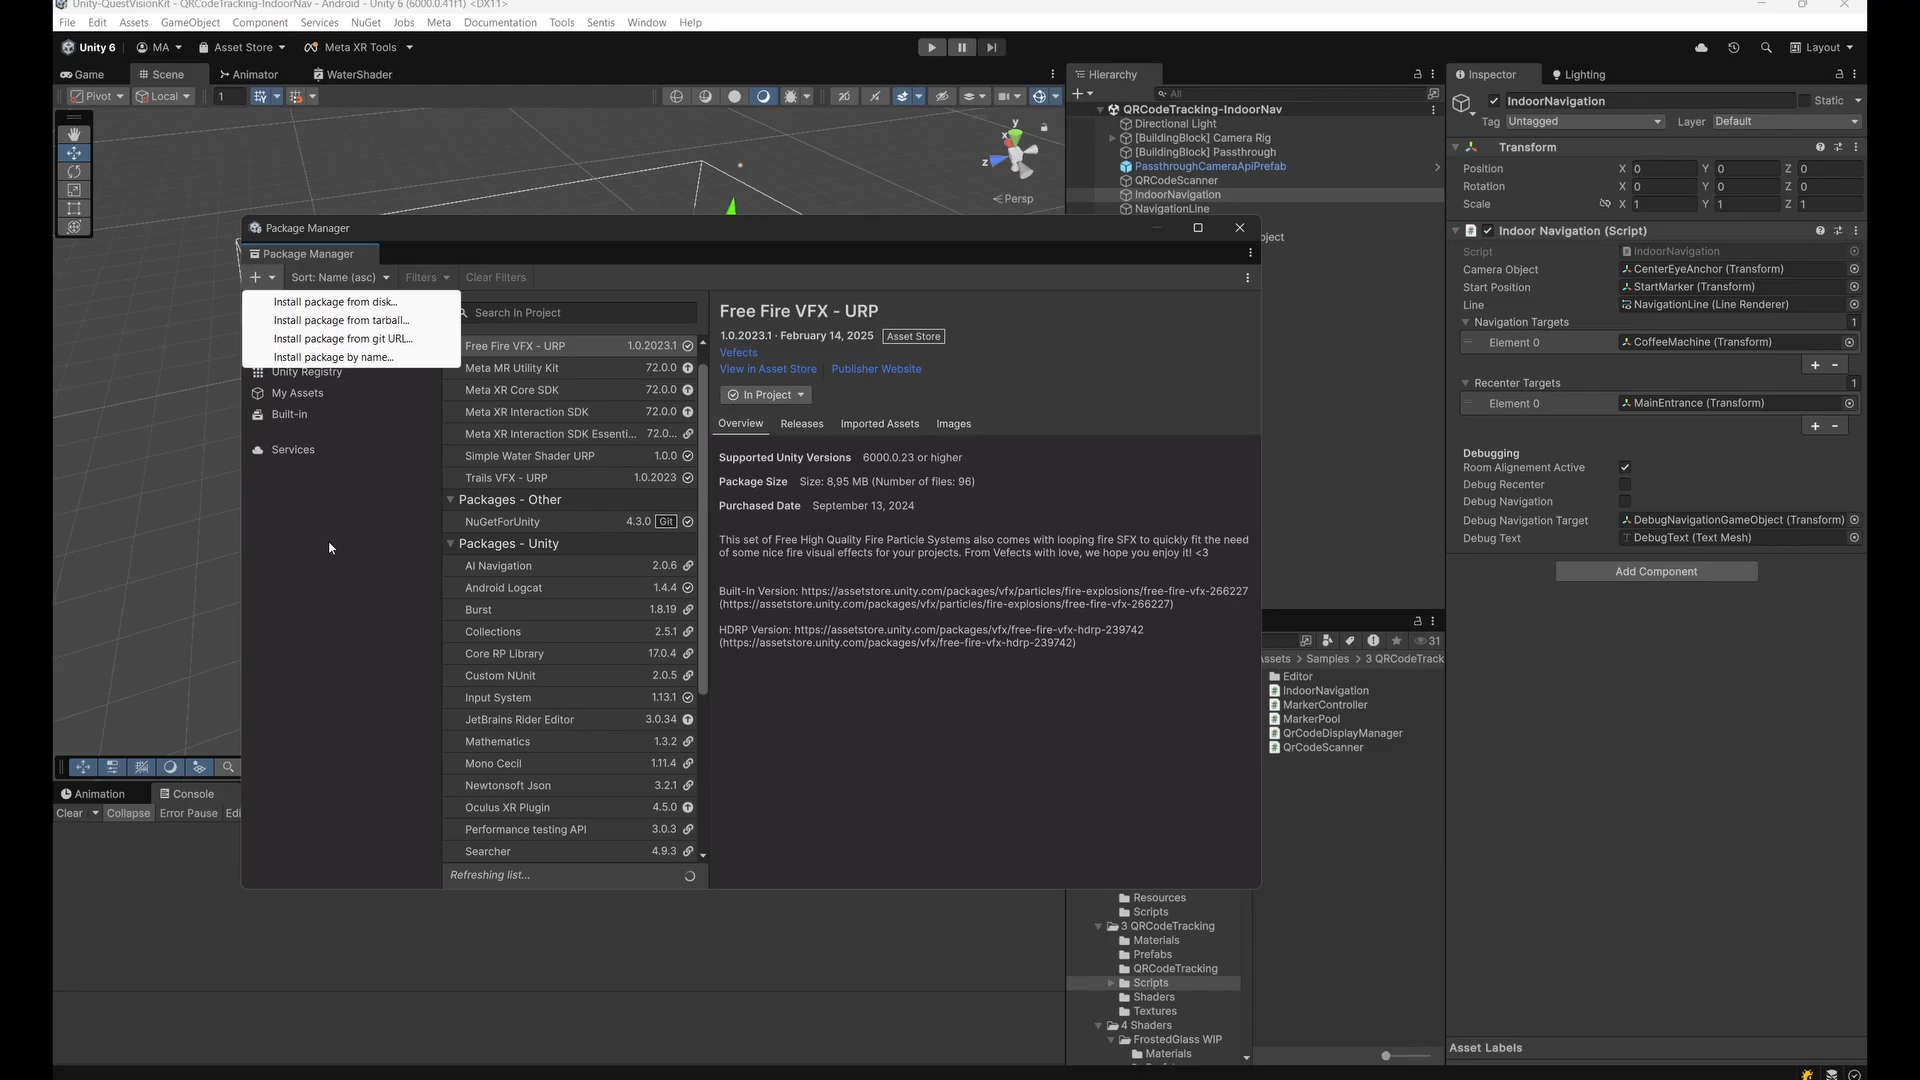 Unity-QuestVisionKit - QRCodeTracking-IndoorNav - Android - Unity 6 (6000.0.41f1) <DX11>
File Edit Assets GameObject Component Services NuGet Jobs Meta Documentation Tools Sentis Window Help
Unity 6 MA Asset Store Meta XR Tools Layout
Game Scene Animator WaterShader
Pivot Local 1
y
x
z
Persp
Hierarchy
All
QRCodeTracking-IndoorNav
Directional Light
[BuildingBlock] Camera Rig
[BuildingBlock] Passthrough
PassthroughCameraApiPrefab
QRCodeScanner
IndoorNavigation
NavigationLine
ject
Package Manager
Package Manager
Sort: Name (asc) Filters Clear Filters
Install package from disk...
Install package from tarball...
Install package from git URL...
Install package by name...
Unity Registry
My Assets
Built-in
Services
Search In Project
Free Fire VFX - URP 1.0.2023.1
Meta MR Utility Kit 72.0.0
Meta XR Core SDK 72.0.0
Meta XR Interaction SDK 72.0.0
Meta XR Interaction SDK Essenti... 72.0...
Simple Water Shader URP 1.0.0
Trails VFX - URP 1.0.2023
Packages - Other
NuGetForUnity 4.3.0 Git
Packages - Unity
AI Navigation 2.0.6
Android Logcat 1.4.4
Burst 1.8.19
Collections 2.5.1
Core RP Library 17.0.4
Custom NUnit 2.0.5
Input System 1.13.1
JetBrains Rider Editor 3.0.34
Mathematics 1.3.2
Mono Cecil 1.11.4
Newtonsoft Json 3.2.1
Oculus XR Plugin 4.5.0
Performance testing API 3.0.3
Searcher 4.9.3
Refreshing list...
Free Fire VFX - URP
1.0.2023.1 · February 14, 2025 Asset Store
Vefects
View in Asset Store Publisher Website
In Project
Overview Releases Imported Assets Images
Supported Unity Versions 6000.0.23 or higher
Package Size Size: 8,95 MB (Number of files: 96)
Purchased Date September 13, 2024
This set of Free High Quality Fire Particle Systems also comes with looping fire SFX to quickly fit the need
of some nice fire visual effects for your projects. From Vefects with love, we hope you enjoy it! <3
Built-In Version: https://assetstore.unity.com/packages/vfx/particles/fire-explosions/free-fire-vfx-266227
(https://assetstore.unity.com/packages/vfx/particles/fire-explosions/free-fire-vfx-266227)
HDRP Version: https://assetstore.unity.com/packages/vfx/free-fire-vfx-hdrp-239742
(https://assetstore.unity.com/packages/vfx/free-fire-vfx-hdrp-239742)
Animation Console
Clear Collapse Error Pause Edi
31
ssets > Samples > 3 QRCodeTrack
Editor
IndoorNavigation
MarkerController
MarkerPool
QrCodeDisplayManager
QrCodeScanner
Resources
Scripts
3 QRCodeTracking
Materials
Prefabs
QRCodeTracking
Scripts
Shaders
Textures
4 Shaders
FrostedGlass WIP
Materials
Inspector Lighting
IndoorNavigation Static
Tag Untagged Layer Default
Transform
Position X 0 Y 0 Z 0
Rotation X 0 Y 0 Z 0
Scale X 1 Y 1 Z 1
Indoor Navigation (Script)
Script IndoorNavigation
Camera Object CenterEyeAnchor (Transform)
Start Position StartMarker (Transform)
Line NavigationLine (Line Renderer)
Navigation Targets 1
Element 0 CoffeeMachine (Transform)
+ -
Recenter Targets 1
Element 0 MainEntrance (Transform)
+ -
Debugging
Room Alignement Active
Debug Recenter
Debug Navigation
Debug Navigation Target DebugNavigationGameObject (Transform)
Debug Text DebugText (Text Mesh)
Add Component
Asset Labels